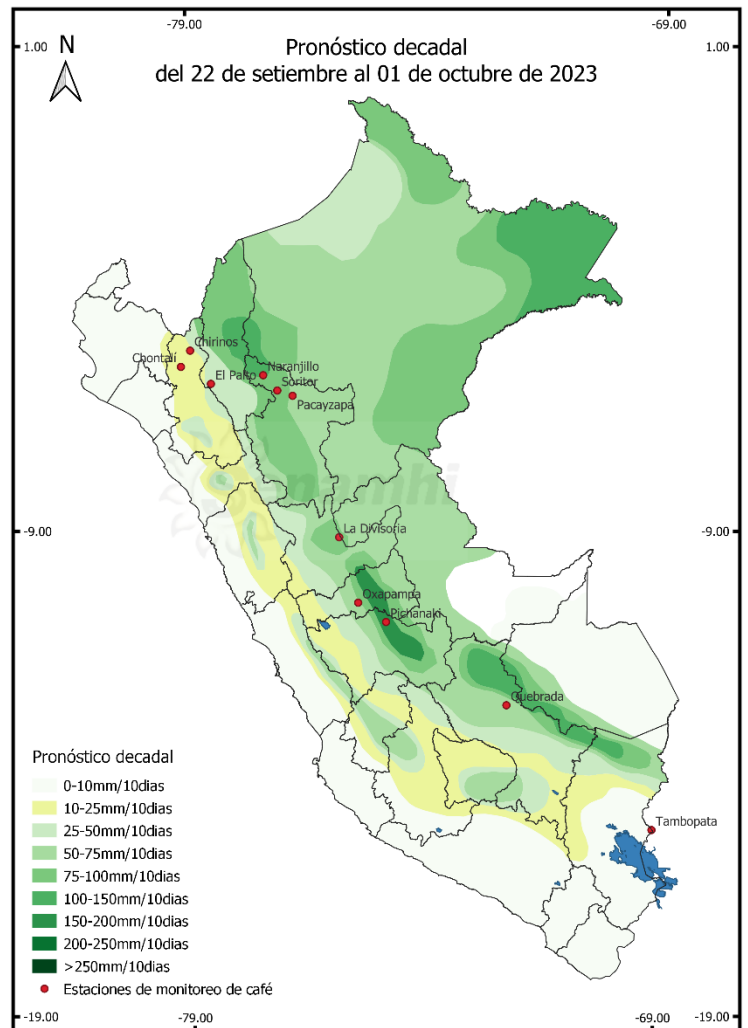 -79.00
-69.00
1.00
1.00
N
Pronóstico decadal
del 22 de setiembre al 01 de octubre de 2023
Chirinos
Chontalí
El Palto
Naranjillo
Soritor
Pacayzapa
anamhi
La Divisoria
-9.00
-9.00
Oxapampa
Pichanaki
Quebrada
Tambopata
Pronóstico decadal
0-10mm/10dias
10-25mm/10dias
25-50mm/10dias
50-75mm/10dias
75-100mm/10dias
100-150mm/10dias
150-200mm/10dias
200-250mm/10dias
>250mm/10dias
Estaciones de monitoreo de café
-19.00
-19.00
-79.00
-69.00